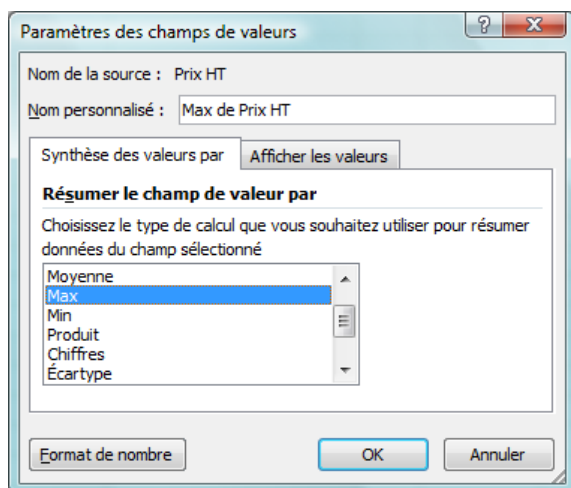 Paramètres des champs de valeurs
Nom de la source : Prix HT
Nom personnalisé : Max de Prix HT
Synthèse des valeurs par Afficher les valeurs
Résumer le champ de valeur par
Choisissez le type de calcul que vous souhaitez utiliser pour résumer
données du champ sélectionné
Moyenne
Max
Min
Produit
Chiffres
Écartype
Format de nombre OK Annuler